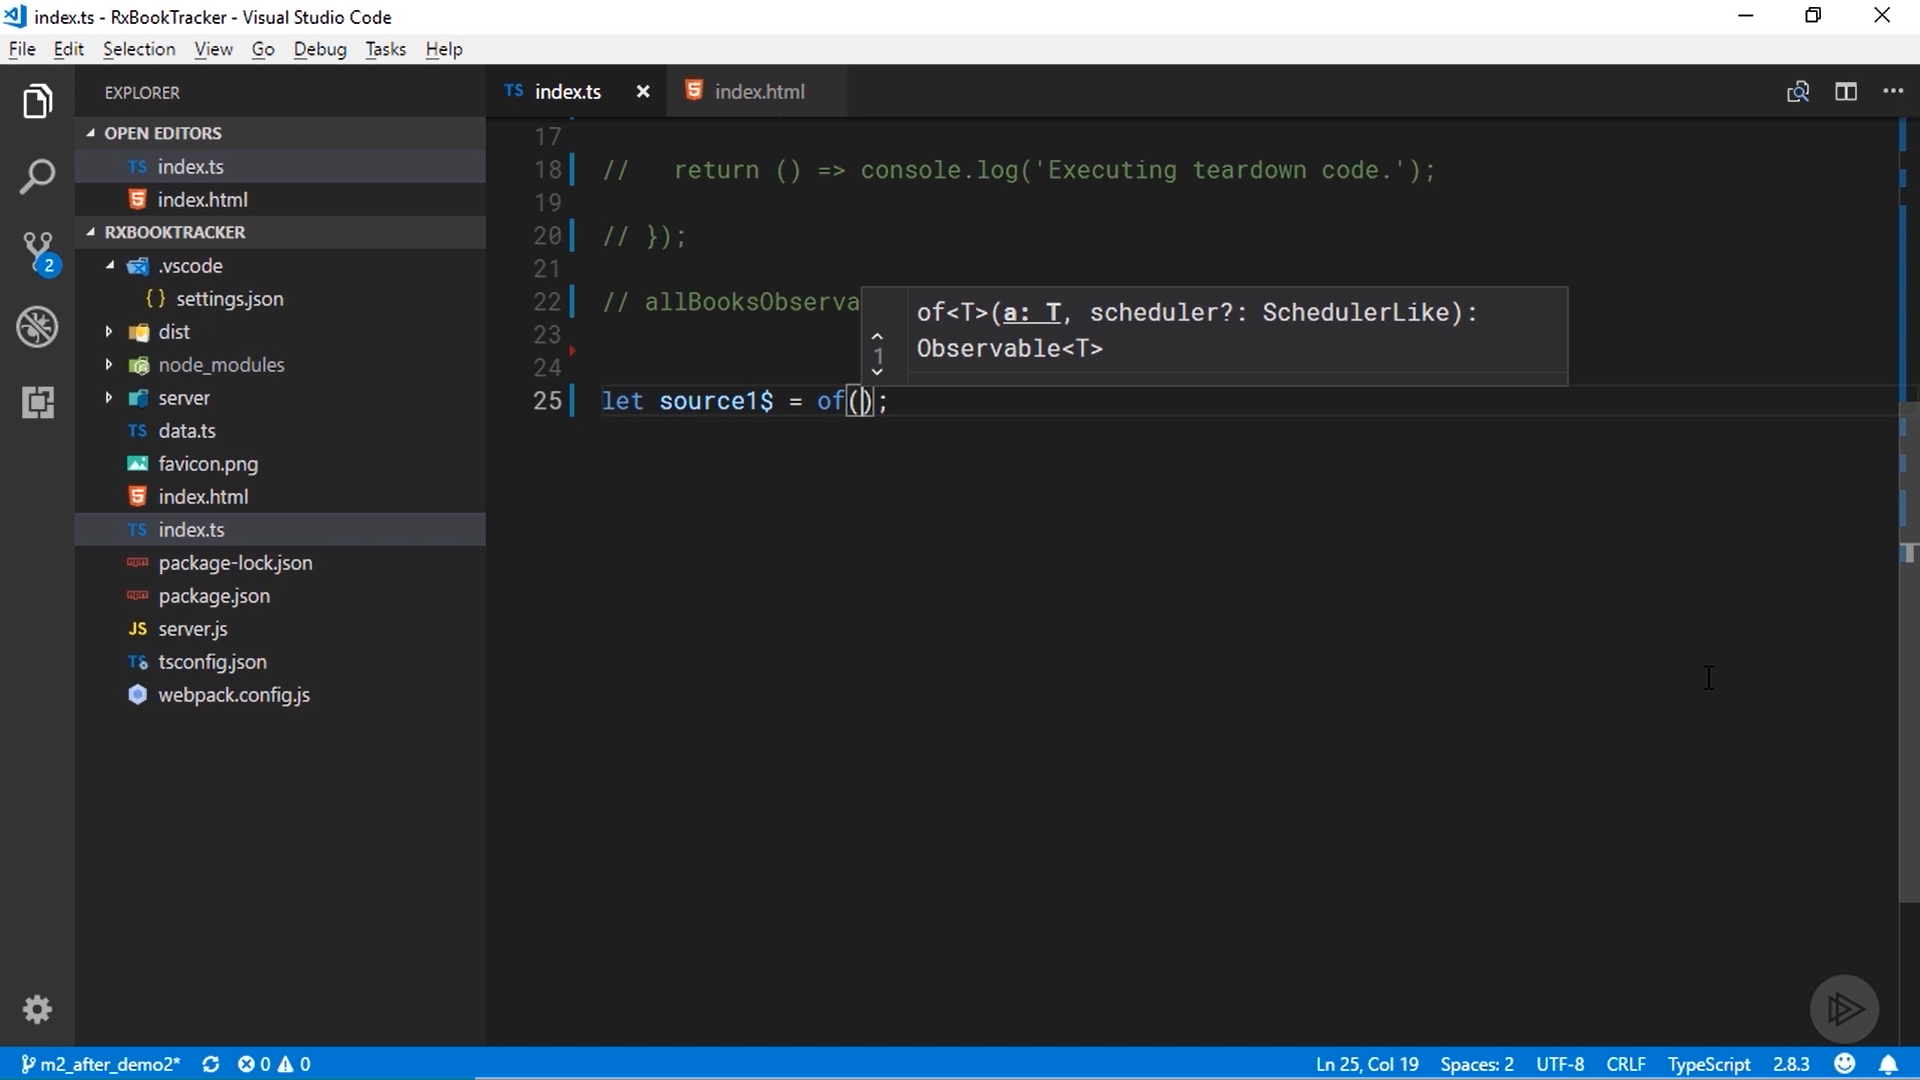 index.ts - RxBookTracker - Visual Studio Code
File Edit Selection View Go Debug Tasks Help
EXPLORER
OPEN EDITORS
TS index.ts
index.html
RXBOOKTRACKER
.vscode
{ } settings.json
dist
node_modules
server
TS data.ts
favicon.png
index.html
TS index.ts
package-lock.json
package.json
JS server.js
tsconfig.json
webpack.config.js
2
TS index.ts
index.html
17
18 //   return () => console.log('Executing teardown code.');
19
20 // });
21
22 // allBooksObserva
23
24
25 let source1$ = of();
of<T>(a: T, scheduler?: SchedulerLike):
1 Observable<T>
m2_after_demo2* 0 0 Ln 25, Col 19 Spaces: 2 UTF-8 CRLF TypeScript 2.8.3